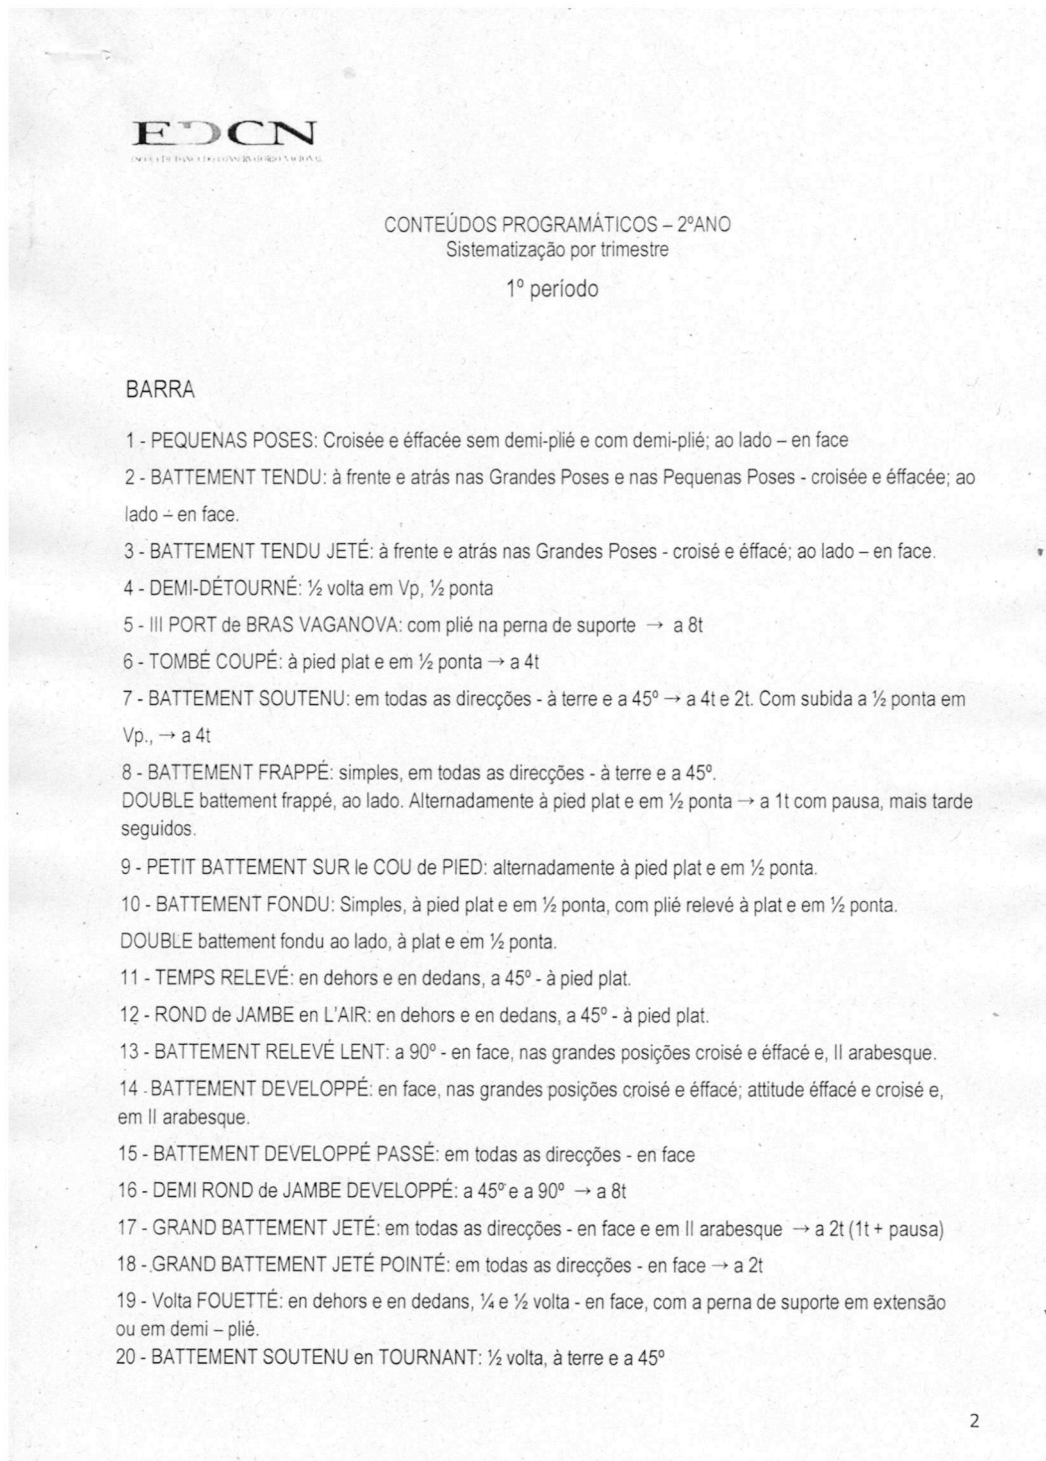 EDCN
ESCOLA DE DANÇA DO CONSERVATÓRIO NACIONAL
CONTEÚDOS PROGRAMÁTICOS – 2ºANO
Sistematização por trimestre
1º período
BARRA
1 - PEQUENAS POSES: Croisée e éffacée sem demi-plié e com demi-plié; ao lado – en face
2 - BATTEMENT TENDU: à frente e atrás nas Grandes Poses e nas Pequenas Poses - croisée e éffacée; ao
lado – en face.
3 - BATTEMENT TENDU JETÉ: à frente e atrás nas Grandes Poses - croisé e éffacé; ao lado – en face.
4 - DEMI-DÉTOURNÉ: ½ volta em Vp, ½ ponta
5 - III PORT de BRAS VAGANOVA: com plié na perna de suporte → a 8t
6 - TOMBÉ COUPÉ: à pied plat e em ½ ponta → a 4t
7 - BATTEMENT SOUTENU: em todas as direcções - à terre e a 45º → a 4t e 2t. Com subida a ½ ponta em
Vp., → a 4t
8 - BATTEMENT FRAPPÉ: simples, em todas as direcções - à terre e a 45º.
DOUBLE battement frappé, ao lado. Alternadamente à pied plat e em ½ ponta → a 1t com pausa, mais tarde
seguidos.
9 - PETIT BATTEMENT SUR le COU de PIED: alternadamente à pied plat e em ½ ponta.
10 - BATTEMENT FONDU: Simples, à pied plat e em ½ ponta, com plié relevé à plat e em ½ ponta.
DOUBLE battement fondu ao lado, à plat e em ½ ponta.
11 - TEMPS RELEVÉ: en dehors e en dedans, a 45º - à pied plat.
12 - ROND de JAMBE en L'AIR: en dehors e en dedans, a 45º - à pied plat.
13 - BATTEMENT RELEVÉ LENT: a 90º - en face, nas grandes posições croisé e éffacé e, II arabesque.
14 - BATTEMENT DEVELOPPÉ: en face, nas grandes posições croisé e éffacé; attitude éffacé e croisé e,
em II arabesque.
15 - BATTEMENT DEVELOPPÉ PASSÉ: em todas as direcções - en face
16 - DEMI ROND de JAMBE DEVELOPPÉ: a 45º e a 90º → a 8t
17 - GRAND BATTEMENT JETÉ: em todas as direcções - en face e em II arabesque → a 2t (1t + pausa)
18 - GRAND BATTEMENT JETÉ POINTÉ: em todas as direcções - en face → a 2t
19 - Volta FOUETTÉ: en dehors e en dedans, ¼ e ½ volta - en face, com a perna de suporte em extensão
ou em demi – plié.
20 - BATTEMENT SOUTENU en TOURNANT: ½ volta, à terre e a 45º
2